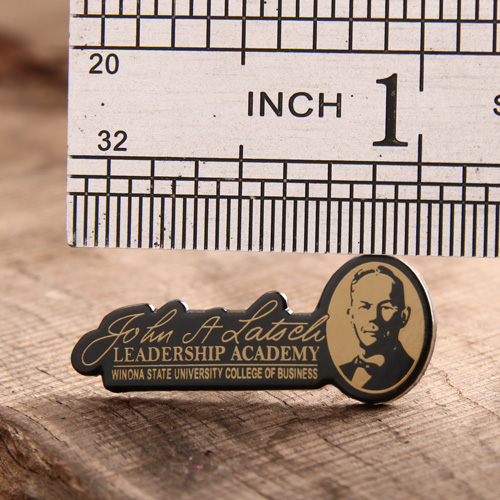 20
INCH 1 S
32
John A Latsch
LEADERSHIP ACADEMY
WINONA STATE UNIVERSITY COLLEGE OF BUSINESS